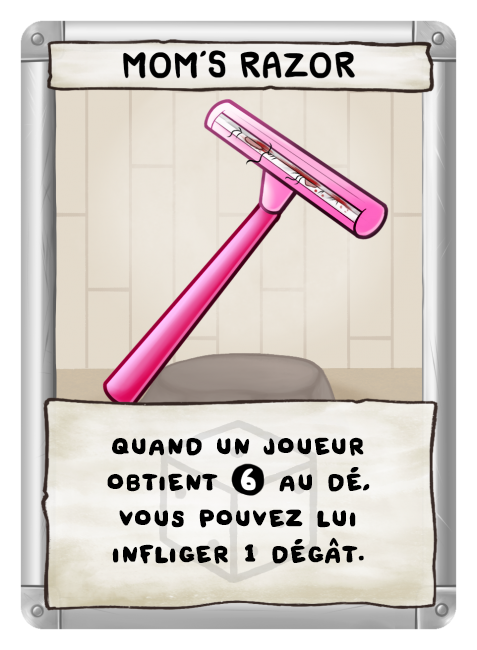 MOM'S RAZOR
QUAND UN JOUEUR
OBTIENT 6 AU DÉ,
VOUS POUVEZ LUI
INFLIGER 1 DÉGÂT.